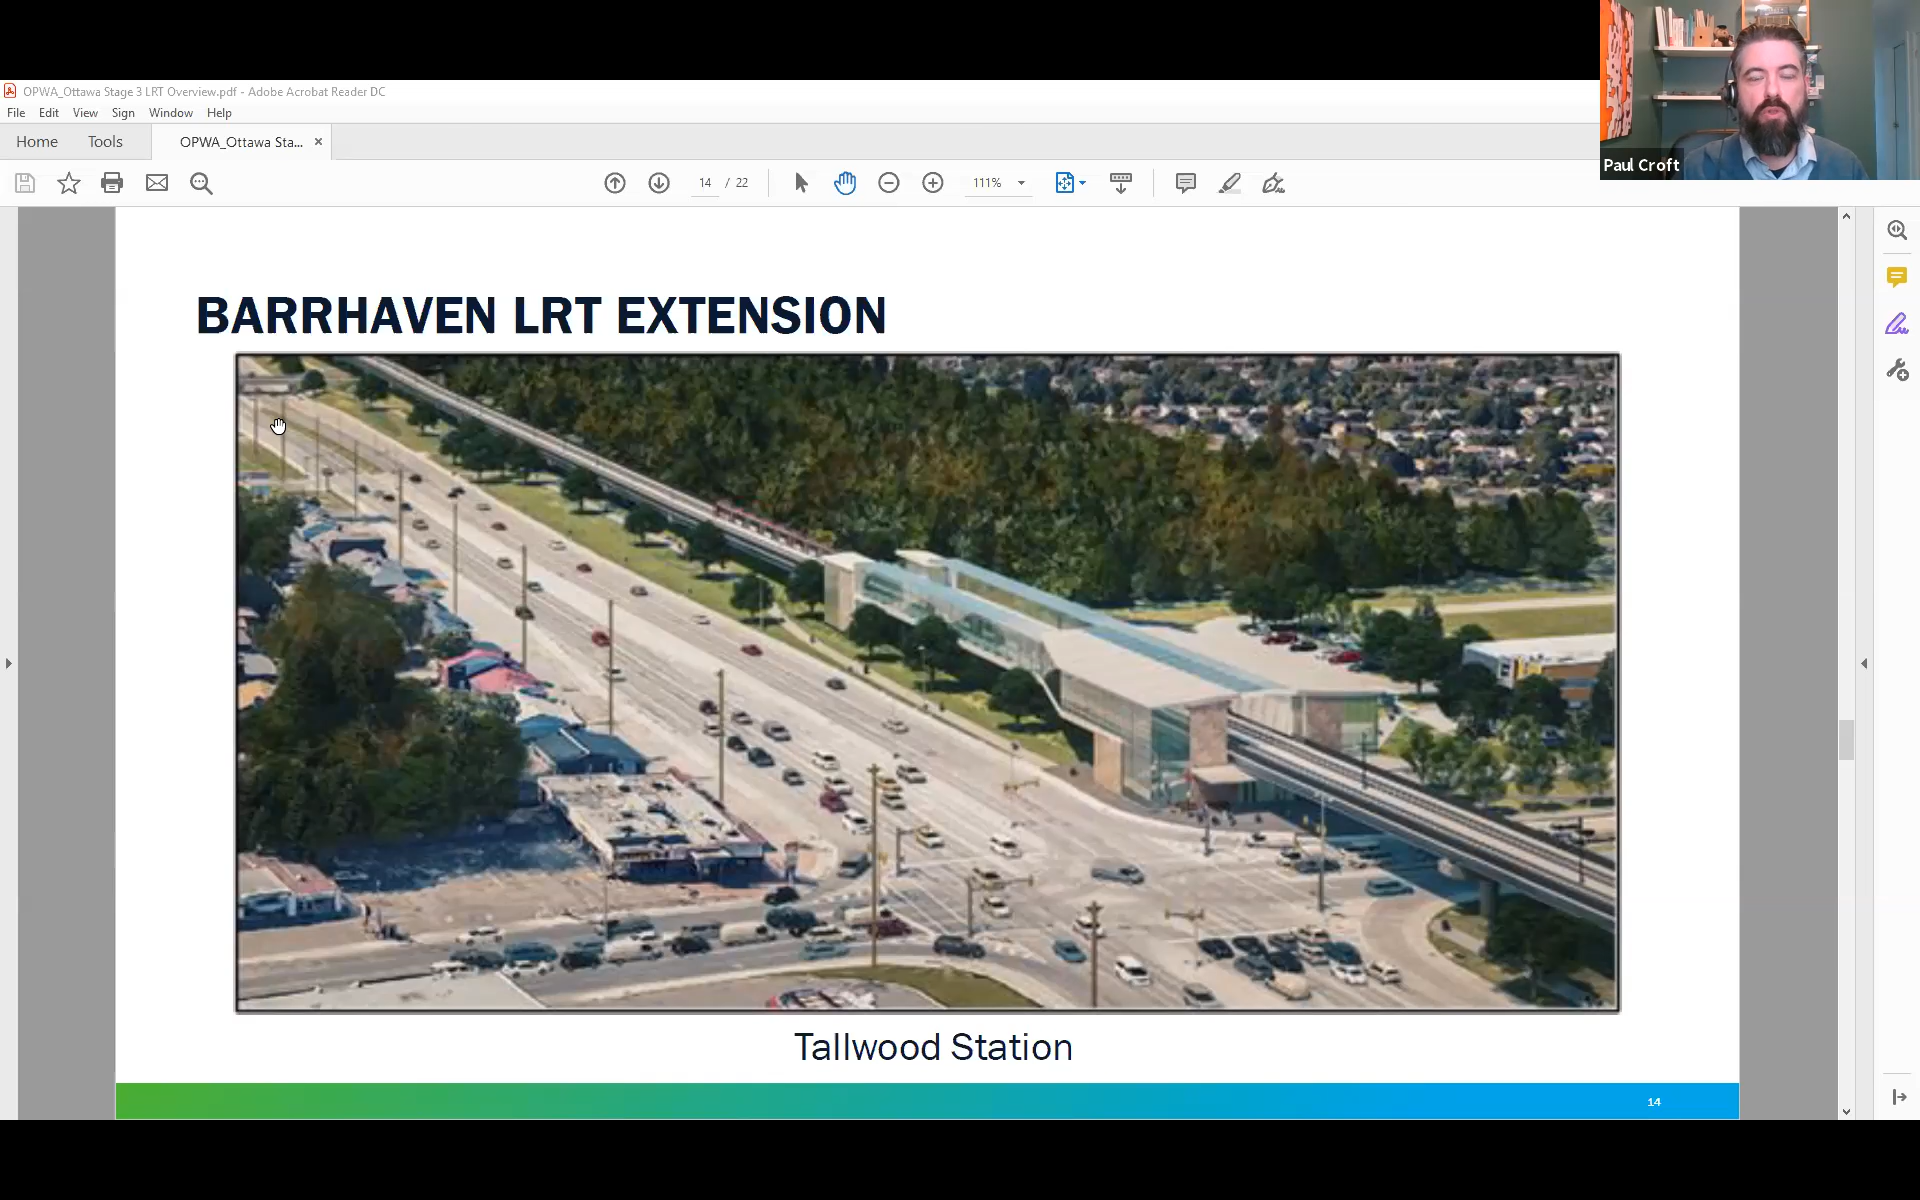 OPWA_Ottawa Stage 3 LRT Overview.pdf - Adobe Acrobat Reader DC
File Edit View Sign Window Help
Home Tools OPWA_Ottawa Sta... ×
14 / 22 111%
Paul Croft
BARRHAVEN LRT EXTENSION
Tallwood Station
14